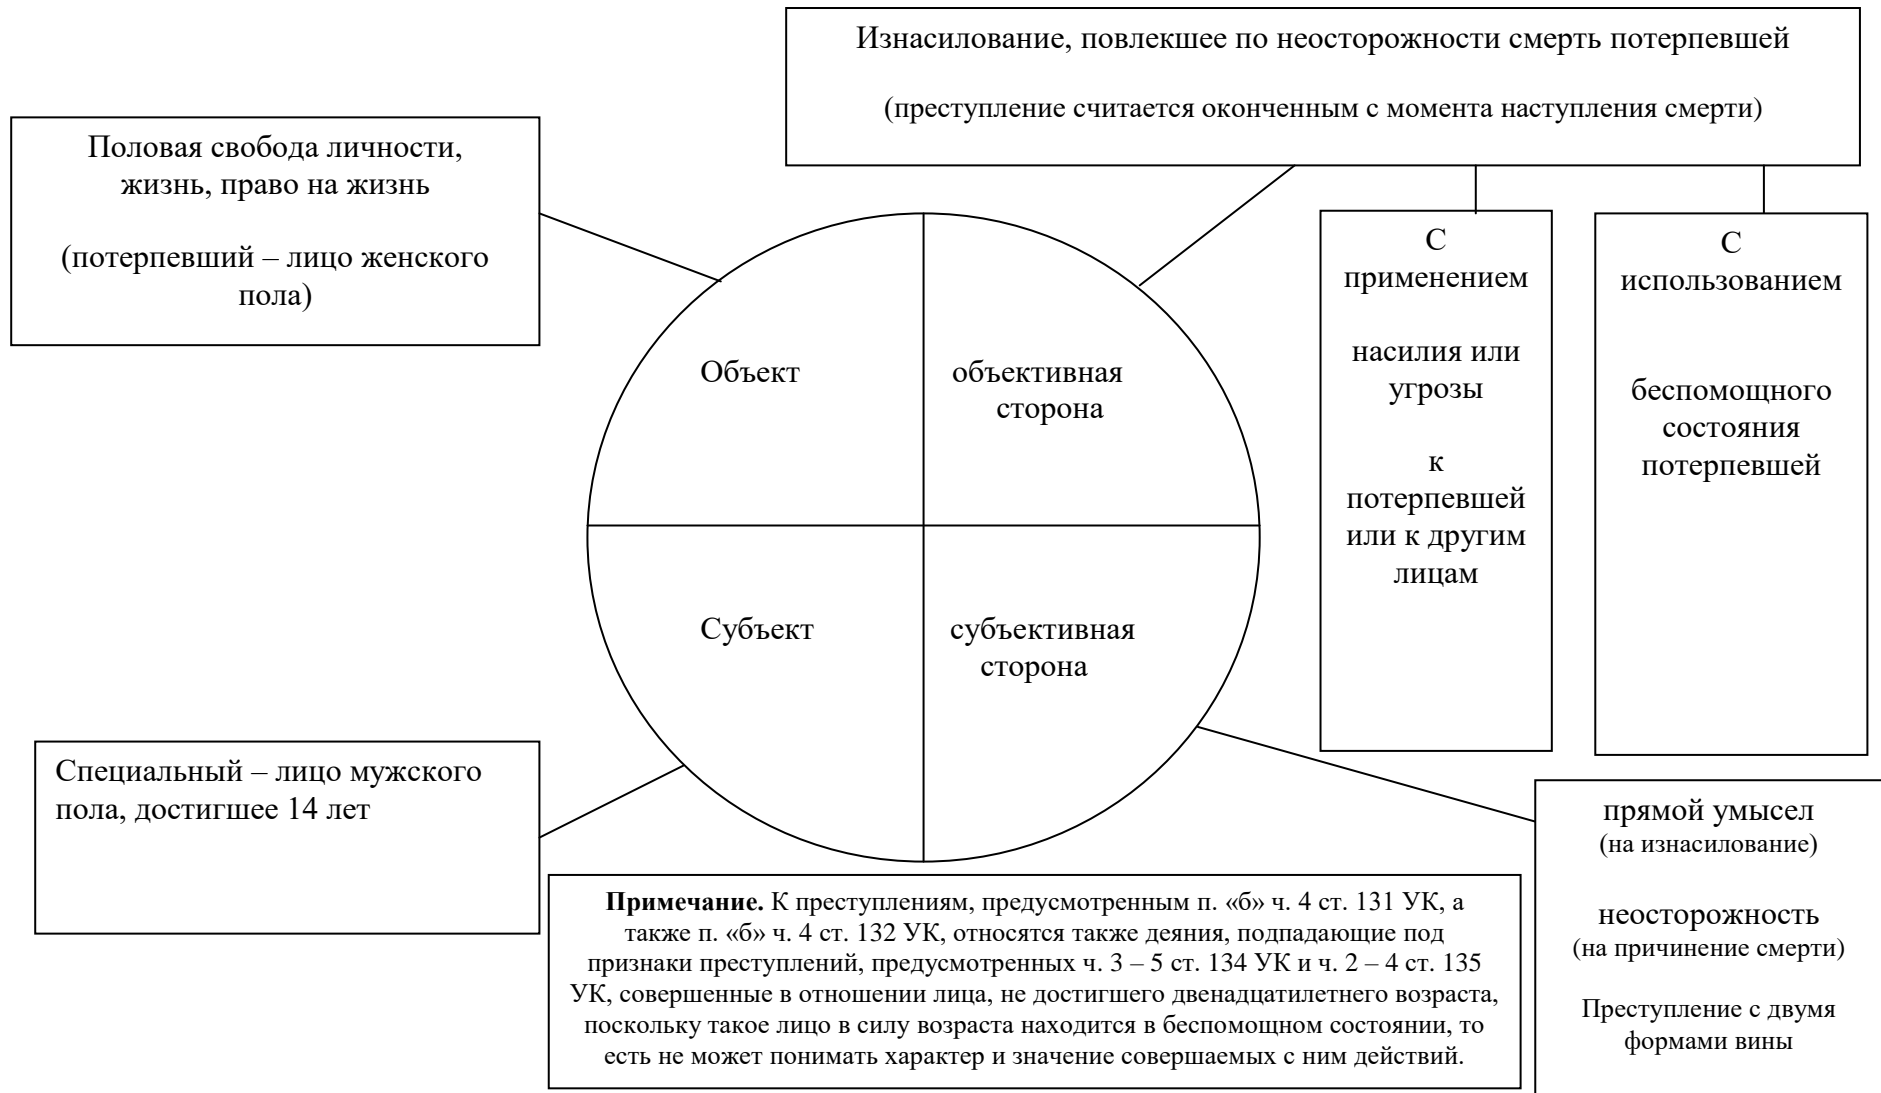 Изнасилование, повлекшее по неосторожности смерть потерпевшей
(преступление считается оконченным с момента наступления смерти)
Половая свобода личности,
жизнь, право на жизнь
(потерпевший – лицо женского
пола)
С
применением
насилия или
угрозы
к
потерпевшей
или к другим
лицам
С
использованием
беспомощного
состояния
потерпевшей
Объект
объективная
сторона
Субъект
субъективная
сторона
Специальный – лицо мужского
пола, достигшее 14 лет
прямой умысел
(на изнасилование)
неосторожность
(на причинение смерти)
Преступление с двумя
формами вины
Примечание. К преступлениям, предусмотренным п. «б» ч. 4 ст. 131 УК, а
также п. «б» ч. 4 ст. 132 УК, относятся также деяния, подпадающие под
признаки преступлений, предусмотренных ч. 3 – 5 ст. 134 УК и ч. 2 – 4 ст. 135
УК, совершенные в отношении лица, не достигшего двенадцатилетнего возраста,
поскольку такое лицо в силу возраста находится в беспомощном состоянии, то
есть не может понимать характер и значение совершаемых с ним действий.